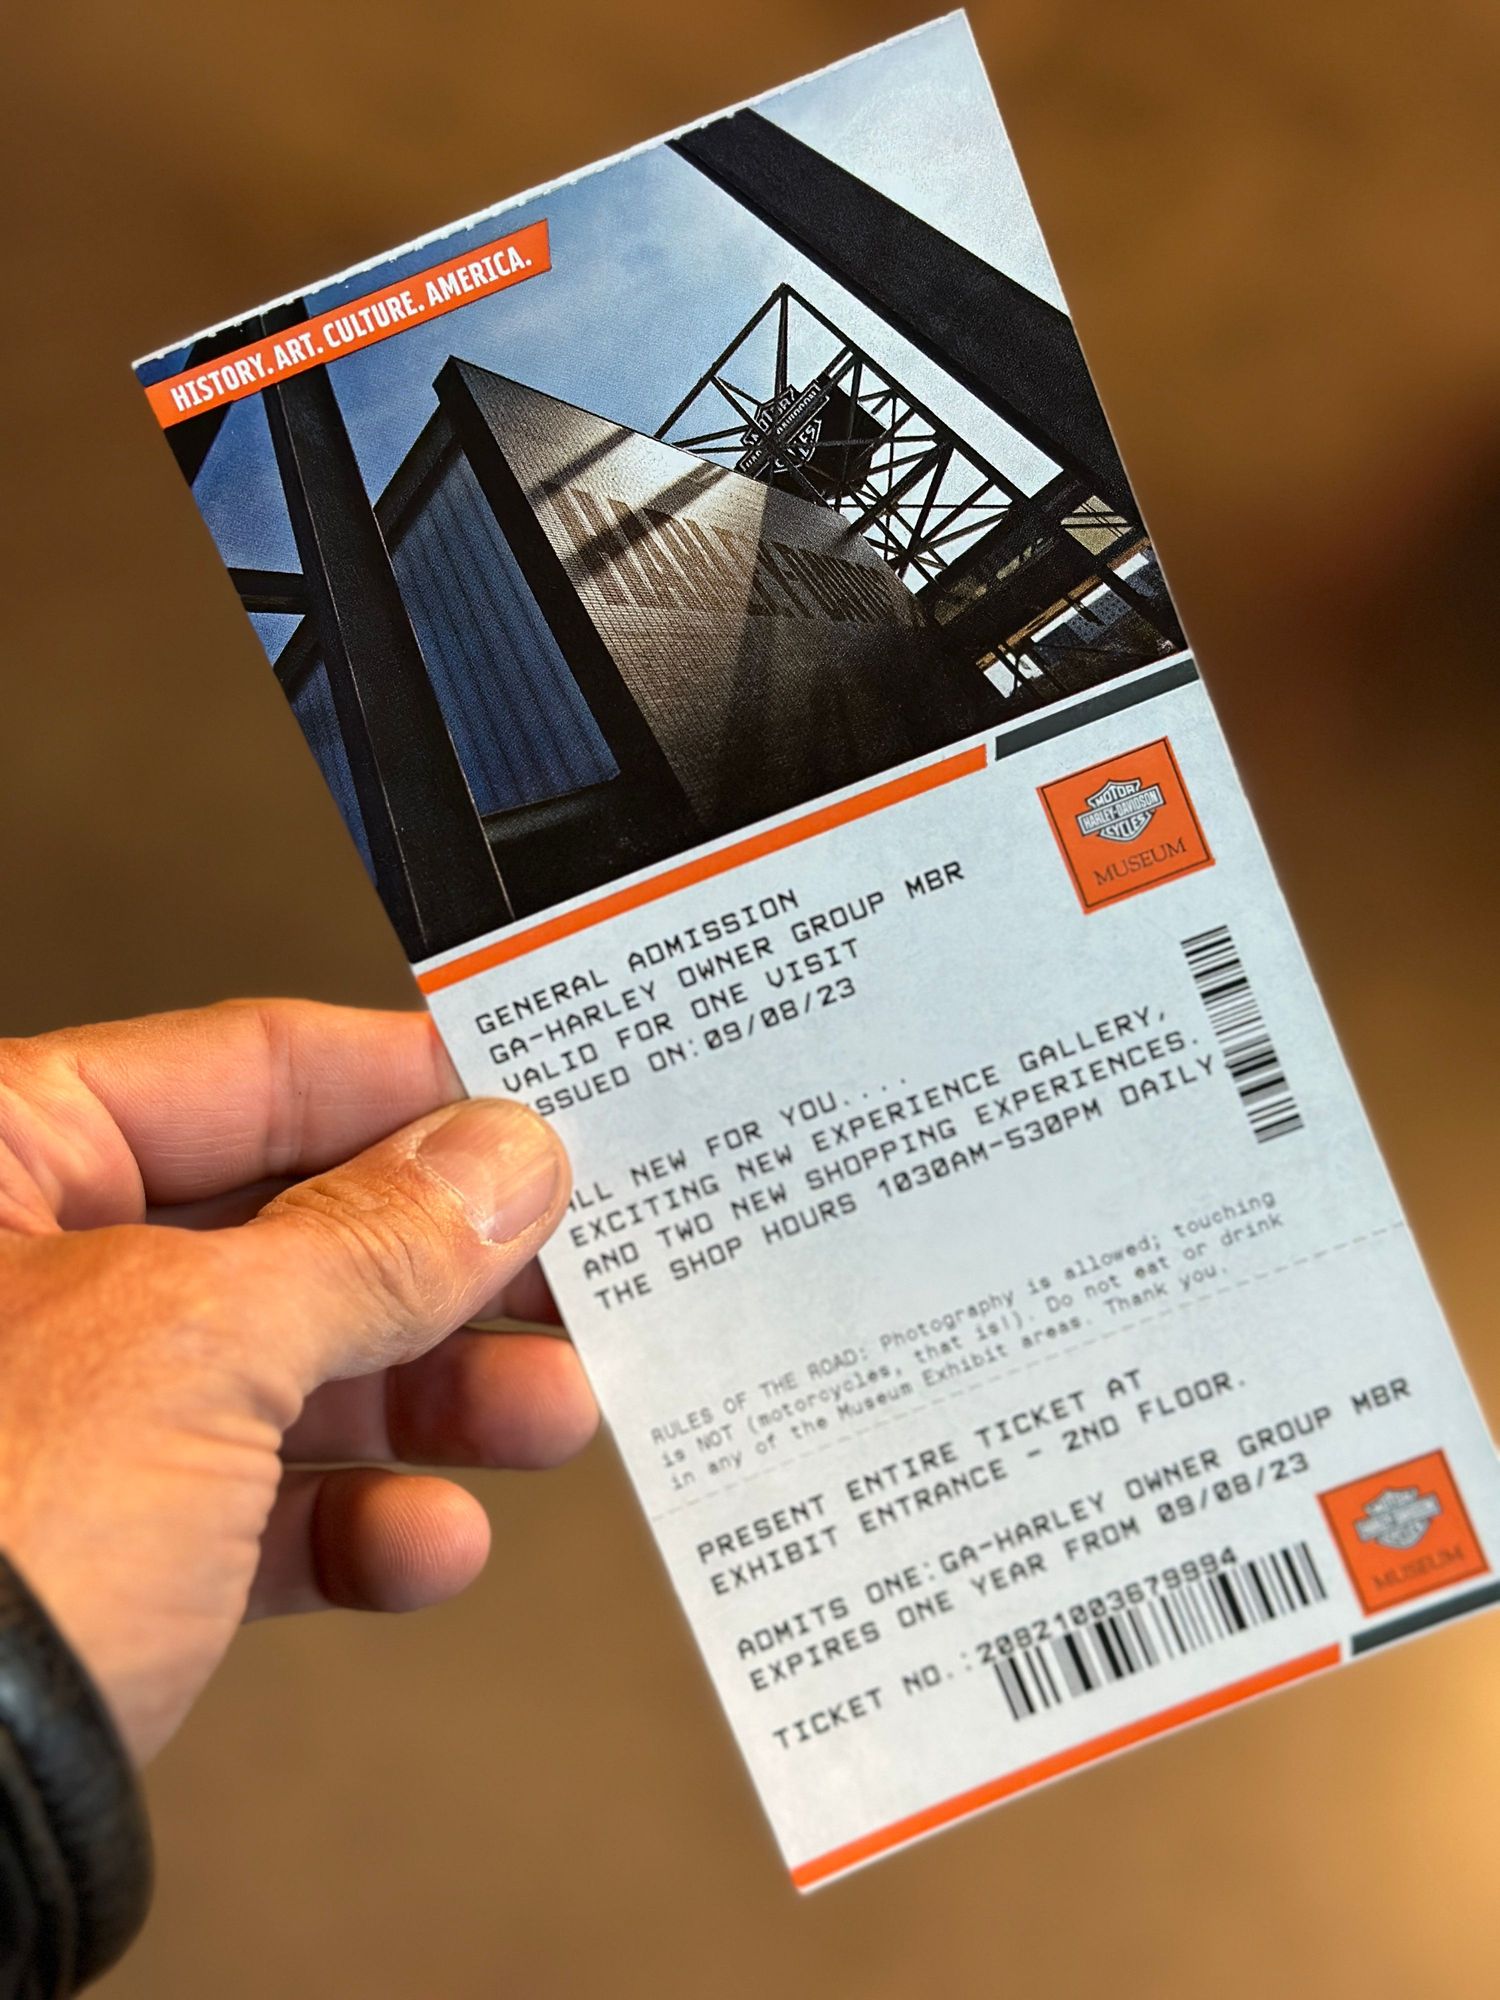 HISTORY. ART. CULTURE. AMERICA.
MOTOR
HARLEY-DAVIDSON
CYCLES
MOTOR
HARLEY-DAVIDSON
CYCLES
MUSEUM
GENERAL ADMISSION
GA-HARLEY OWNER GROUP MBR
VALID FOR ONE VISIT
ISSUED ON:09/08/23
ALL NEW FOR YOU....
EXCITING NEW EXPERIENCE GALLERY,
AND TWO NEW SHOPPING EXPERIENCES.
THE SHOP HOURS 1030AM-530PM DAILY
RULES OF THE ROAD: Photography is allowed; touching
is NOT (motorcycles, that is!). Do not eat or drink
in any of the Museum Exhibit areas. Thank you.
PRESENT ENTIRE TICKET AT
EXHIBIT ENTRANCE - 2ND FLOOR.
ADMITS ONE:GA-HARLEY OWNER GROUP MBR
EXPIRES ONE YEAR FROM 09/08/23
TICKET NO.:20821003679994
MUSEUM